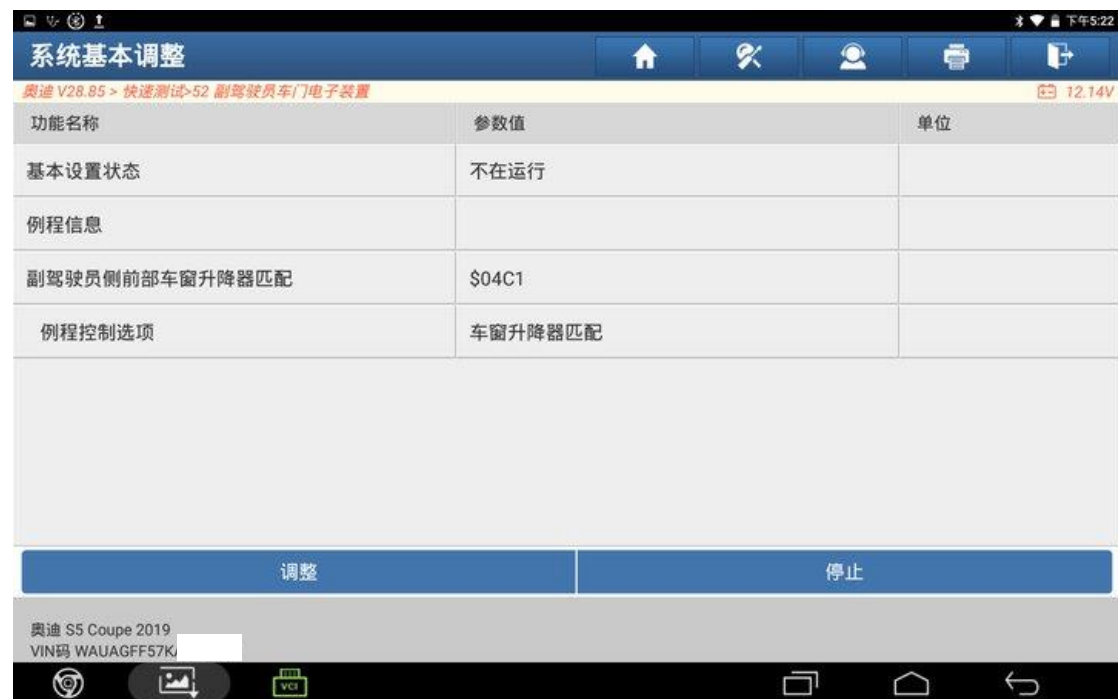 下午5:22
系统基本调整
奥迪 V28.85 > 快速测试>52 副驾驶员车门电子装置 12.14V
功能名称 参数值 单位
基本设置状态 不在运行
例程信息
副驾驶员侧前部车窗升降器匹配 $04C1
例程控制选项 车窗升降器匹配
调整 停止
奥迪 S5 Coupe 2019
VIN码 WAUAGFF57K
VCI